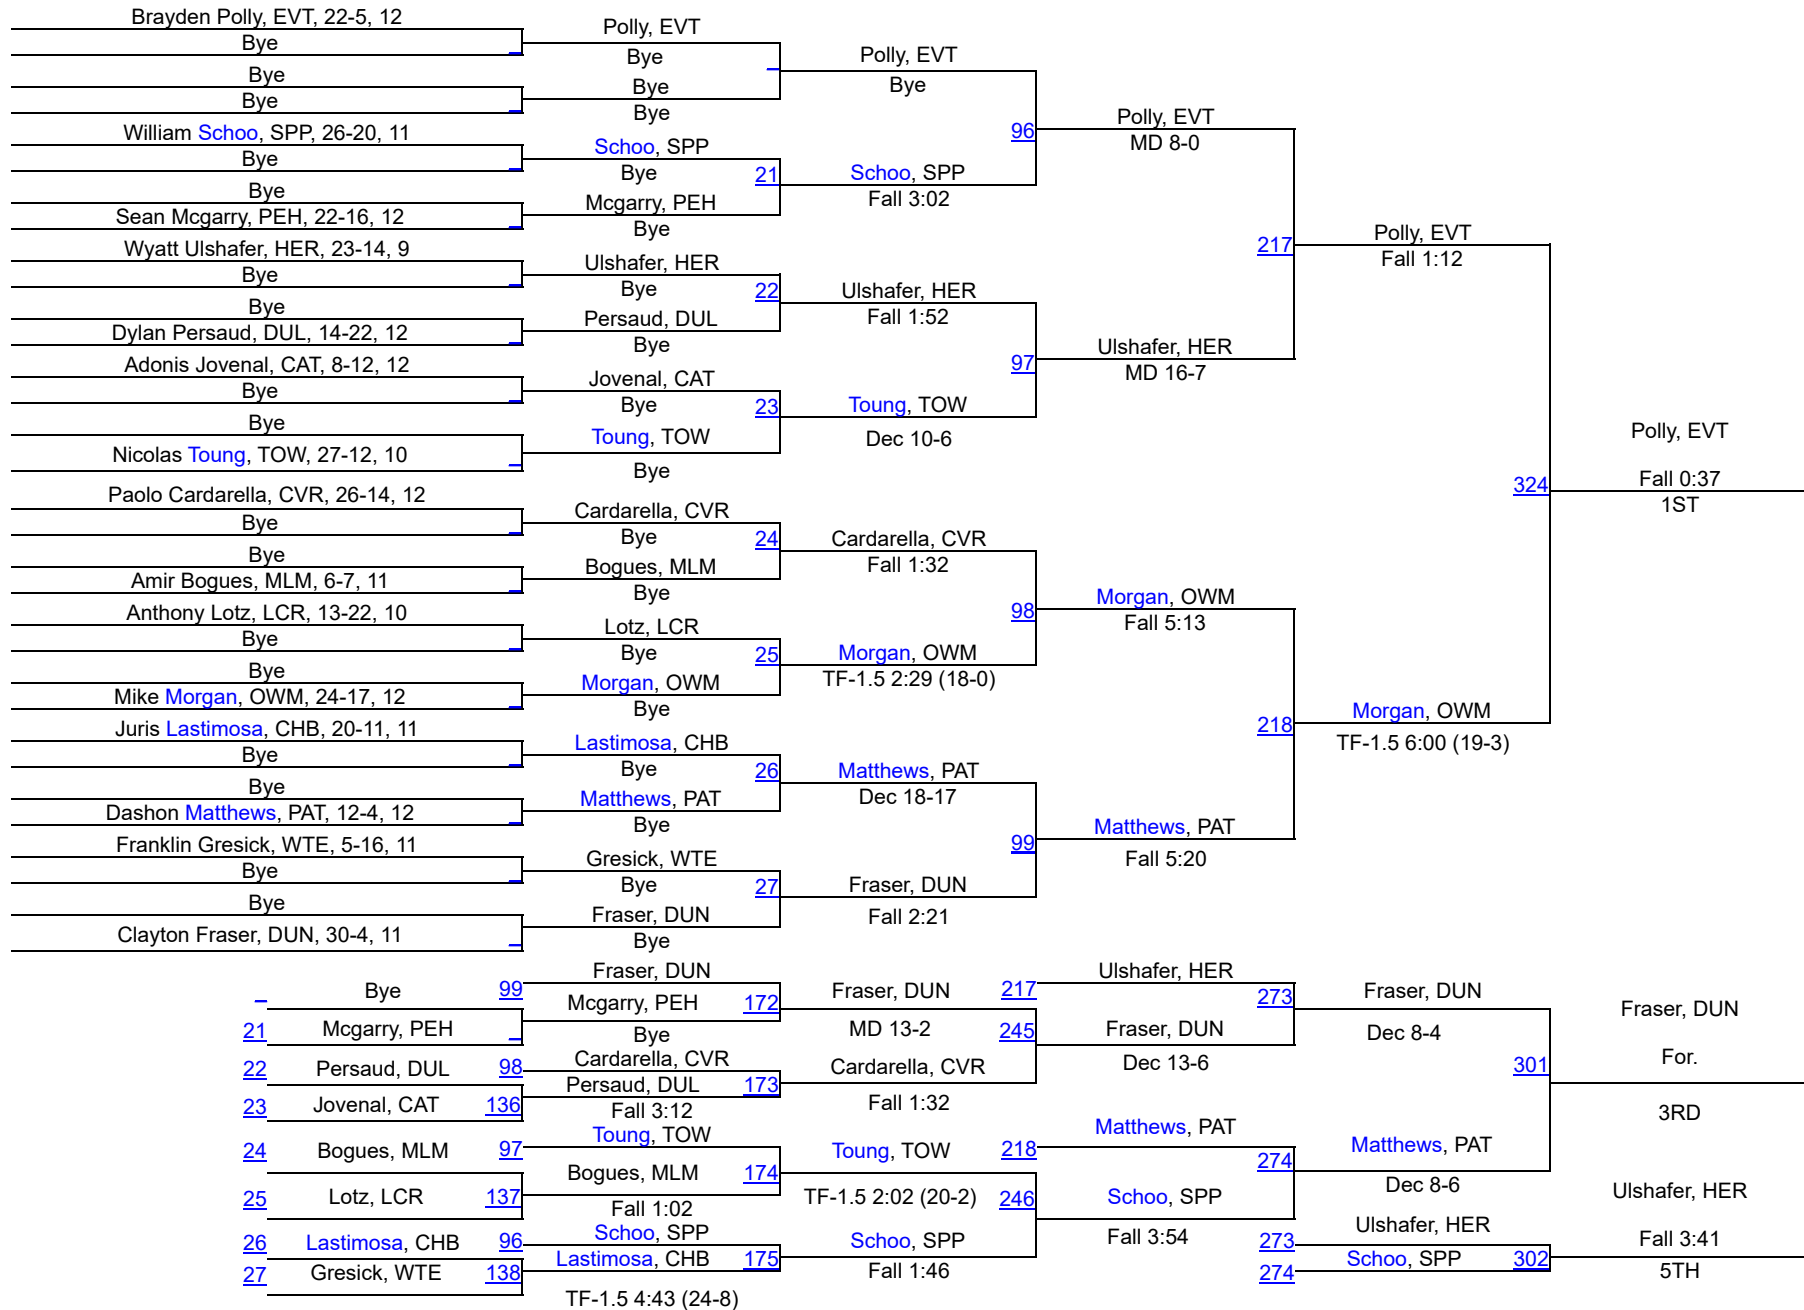 Brayden Polly, EVT, 22-5, 12
Bye
Bye
Bye
William Schoo, SPP, 26-20, 11
Bye
Bye
Sean Mcgarry, PEH, 22-16, 12
Wyatt Ulshafer, HER, 23-14, 9
Bye
Bye
Dylan Persaud, DUL, 14-22, 12
Adonis Jovenal, CAT, 8-12, 12
Bye
Bye
Nicolas Toung, TOW, 27-12, 10
Paolo Cardarella, CVR, 26-14, 12
Bye
Bye
Amir Bogues, MLM, 6-7, 11
Anthony Lotz, LCR, 13-22, 10
Bye
Bye
Mike Morgan, OWM, 24-17, 12
Juris Lastimosa, CHB, 20-11, 11
Bye
Bye
Dashon Matthews, PAT, 12-4, 12
Franklin Gresick, WTE, 5-16, 11
Bye
Bye
Clayton Fraser, DUN, 30-4, 11
Polly, EVT
Bye
Bye
Bye
Schoo, SPP
Bye
21
Mcgarry, PEH
Bye
Ulshafer, HER
Bye
22
Persaud, DUL
Bye
Jovenal, CAT
Bye
23
Toung, TOW
Bye
Cardarella, CVR
Bye
24
Bogues, MLM
Bye
Lotz, LCR
Bye
25
Morgan, OWM
Bye
Lastimosa, CHB
Bye
26
Matthews, PAT
Bye
Gresick, WTE
Bye
27
Fraser, DUN
Bye
Polly, EVT
Bye
96
Schoo, SPP
Fall 3:02
Ulshafer, HER
Fall 1:52
97
Toung, TOW
Dec 10-6
Cardarella, CVR
Fall 1:32
98
Morgan, OWM
TF-1.5 2:29 (18-0)
Matthews, PAT
Dec 18-17
99
Fraser, DUN
Fall 2:21
Polly, EVT
MD 8-0
217
Ulshafer, HER
MD 16-7
Morgan, OWM
Fall 5:13
218
Matthews, PAT
Fall 5:20
Polly, EVT
Fall 1:12
324
Morgan, OWM
TF-1.5 6:00 (19-3)
Polly, EVT
Fall 0:37
1ST
Bye
21 Mcgarry, PEH
22 Persaud, DUL
23 Jovenal, CAT
136
24 Bogues, MLM
25 Lotz, LCR
137
26 Lastimosa, CHB
27 Gresick, WTE
138
99 Fraser, DUN
Mcgarry, PEH
172
Bye
98 Cardarella, CVR
Persaud, DUL
173
Fall 3:12
97 Toung, TOW
Bogues, MLM
174
Fall 1:02
96 Schoo, SPP
Lastimosa, CHB
175
TF-1.5 4:43 (24-8)
Fraser, DUN
MD 13-2
245
Cardarella, CVR
Fall 1:32
Toung, TOW
TF-1.5 2:02 (20-2)
246
Schoo, SPP
Fall 1:46
217 Ulshafer, HER
273
Fraser, DUN
Dec 13-6
218 Matthews, PAT
274
Schoo, SPP
Fall 3:54
Fraser, DUN
Dec 8-4
301
Matthews, PAT
Dec 8-6
273 Ulshafer, HER
274 Schoo, SPP
302
Fraser, DUN
For.
3RD
Ulshafer, HER
Fall 3:41
5TH